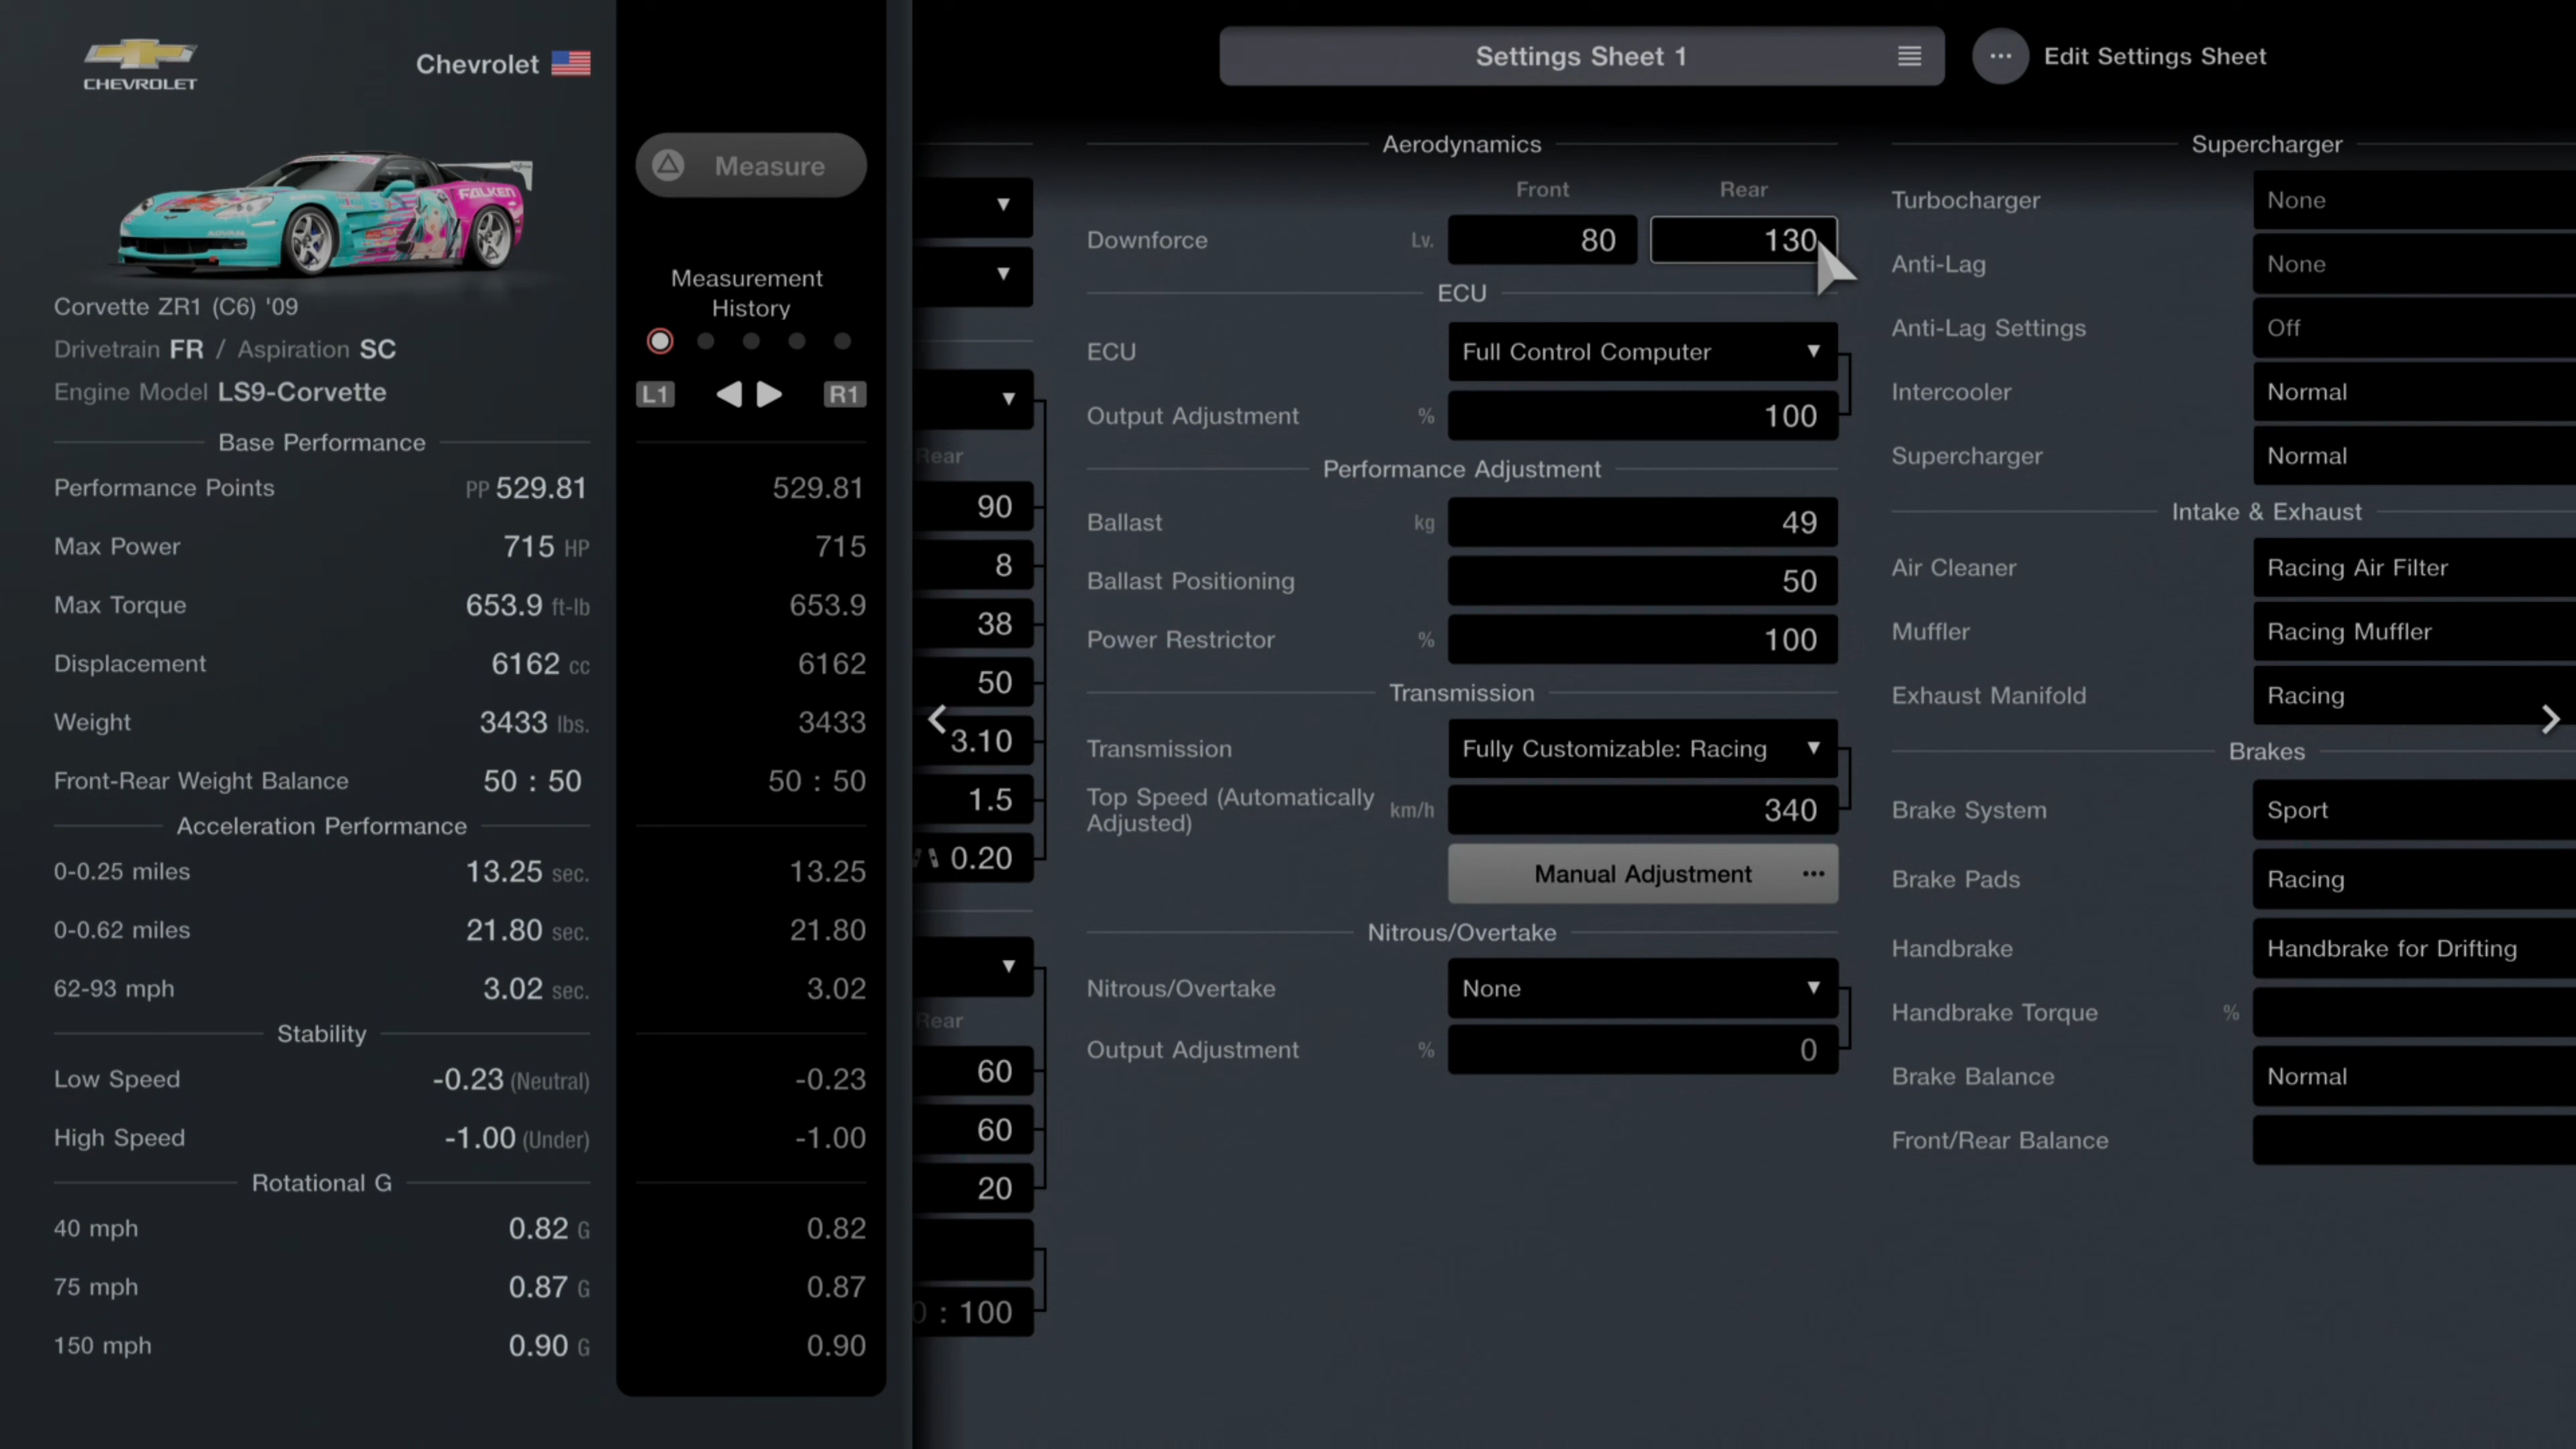 CHEVROLET
Chevrolet
FALKEN
ADVAN
Corvette ZR1 (C6) '09
Drivetrain FR / Aspiration SC
Engine Model LS9-Corvette
Base Performance
Performance Points PP 529.81
Max Power 715 HP
Max Torque 653.9 ft-lb
Displacement 6162 cc
Weight 3433 lbs.
Front-Rear Weight Balance 50 : 50
Acceleration Performance
0-0.25 miles 13.25 sec.
0-0.62 miles 21.80 sec.
62-93 mph 3.02 sec.
Stability
Low Speed -0.23 (Neutral)
High Speed -1.00 (Under)
Rotational G
40 mph 0.82 G
75 mph 0.87 G
150 mph 0.90 G
Measure
Measurement
History
L1 R1
529.81
715
653.9
6162
3433
50 : 50
13.25
21.80
3.02
-0.23
-1.00
0.82
0.87
0.90
Rear
90
8
38
50
3.10
1.5
0.20
Rear
60
60
20
0 : 100
Settings Sheet 1
Edit Settings Sheet
Aerodynamics
Front Rear
Downforce Lv. 80 130
ECU
ECU Full Control Computer
Output Adjustment % 100
Performance Adjustment
Ballast kg 49
Ballast Positioning 50
Power Restrictor % 100
Transmission
Transmission Fully Customizable: Racing
Top Speed (Automatically
Adjusted) km/h 340
Manual Adjustment
Nitrous/Overtake
Nitrous/Overtake None
Output Adjustment % 0
Supercharger
Turbocharger None
Anti-Lag None
Anti-Lag Settings Off
Intercooler Normal
Supercharger Normal
Intake & Exhaust
Air Cleaner Racing Air Filter
Muffler Racing Muffler
Exhaust Manifold Racing
Brakes
Brake System Sport
Brake Pads Racing
Handbrake Handbrake for Drifting
Handbrake Torque %
Brake Balance Normal
Front/Rear Balance